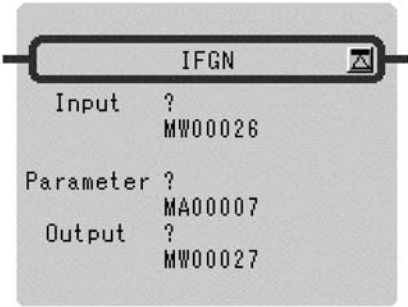 IFGN
Input ?
MW00026
Parameter ?
MA00007
Output ?
MW00027